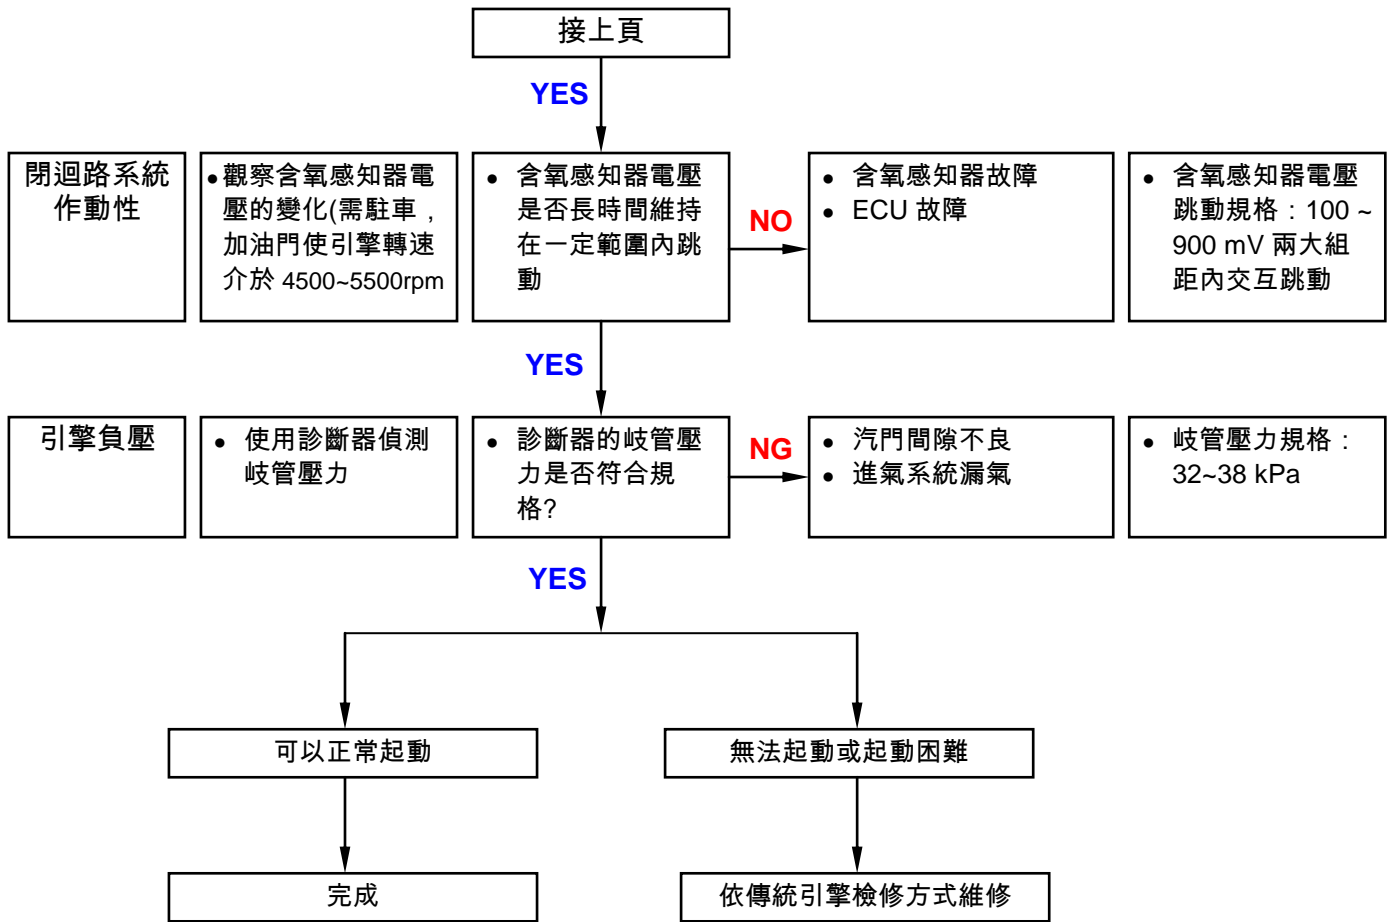 接上頁
YES
閉迴路系統
作動性
●觀察含氧感知器電
壓的變化(需駐車，
加油門使引擎轉速
介於 4500~5500rpm
● 含氧感知器電壓
是否長時間維持
在一定範圍內跳
動
NO
● 含氧感知器故障
● ECU 故障
● 含氧感知器電壓
跳動規格：100 ~
900 mV 兩大組
距內交互跳動
YES
引擎負壓
● 使用診斷器偵測
岐管壓力
● 診斷器的岐管壓
力是否符合規
格?
NG
● 汽門間隙不良
● 進氣系統漏氣
● 岐管壓力規格：
32~38 kPa
YES
可以正常起動
無法起動或起動困難
完成
依傳統引擎檢修方式維修